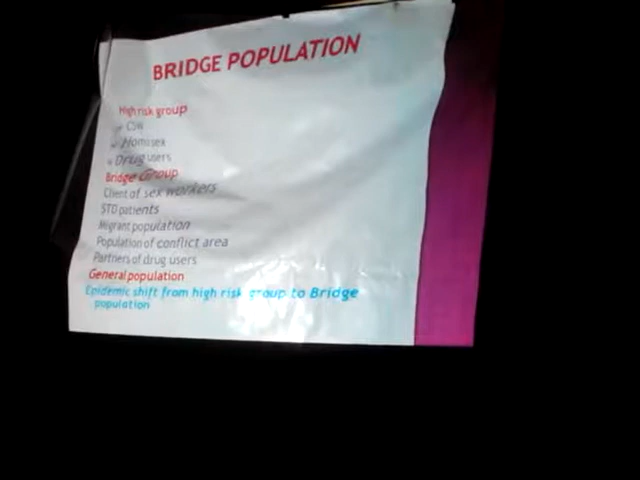 BRIDGE POPULATION
High risk group
CSW
Homosex
Drug users
Bridge Group
Client of sex workers
STD patients
Migrant population
Population of conflict area
Partners of drug users
General population
Epidemic shift from high risk group to Bridge
population